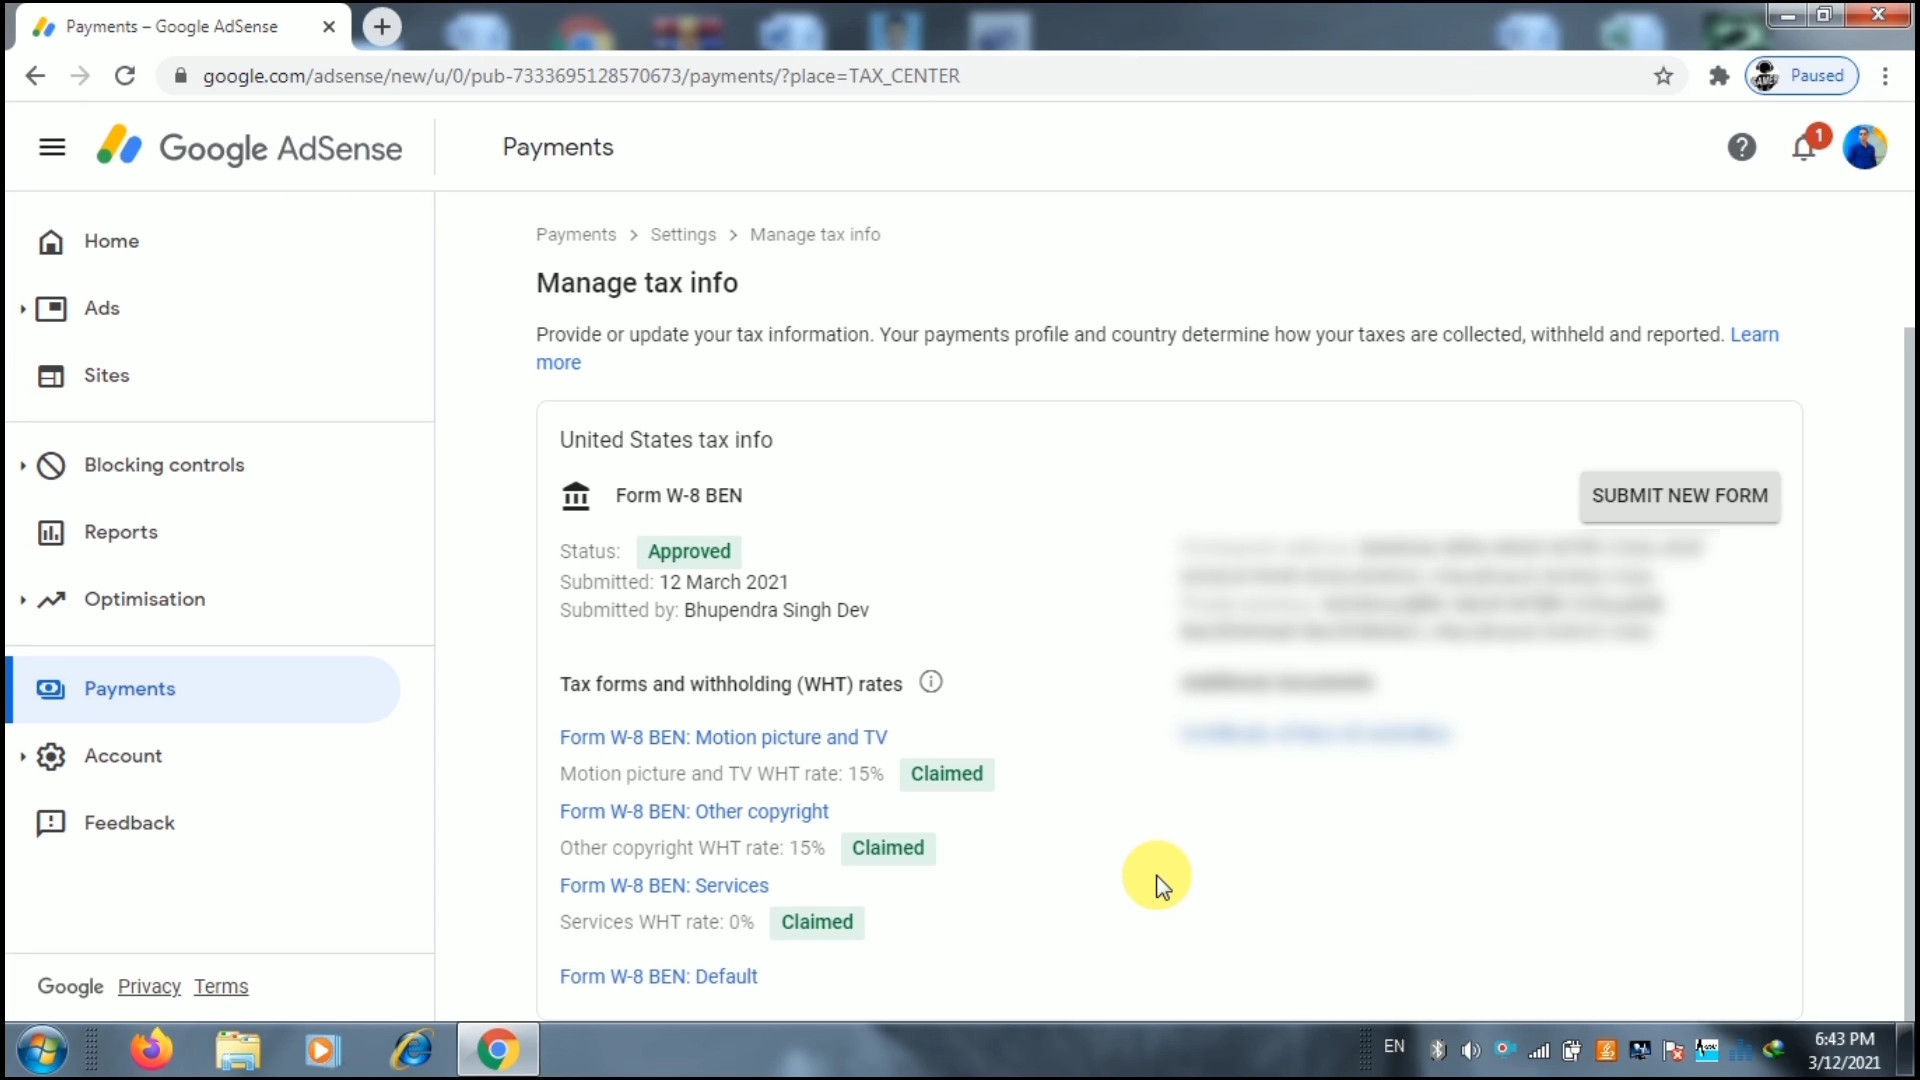 Payments – Google AdSense
google.com/adsense/new/u/0/pub-7333695128570673/payments/?place=TAX_CENTER
Paused
Google AdSense
Payments
1
Home
Ads
Sites
Blocking controls
Reports
Optimisation
Payments
Account
Feedback
Google Privacy Terms
Payments > Settings > Manage tax info
Manage tax info
Provide or update your tax information. Your payments profile and country determine how your taxes are collected, withheld and reported. Learn
more
United States tax info
Form W-8 BEN
SUBMIT NEW FORM
Status: Approved
Submitted: 12 March 2021
Submitted by: Bhupendra Singh Dev
Tax forms and withholding (WHT) rates
Form W-8 BEN: Motion picture and TV
Motion picture and TV WHT rate: 15% Claimed
Form W-8 BEN: Other copyright
Other copyright WHT rate: 15% Claimed
Form W-8 BEN: Services
Services WHT rate: 0% Claimed
Form W-8 BEN: Default
EN
6:43 PM
3/12/2021